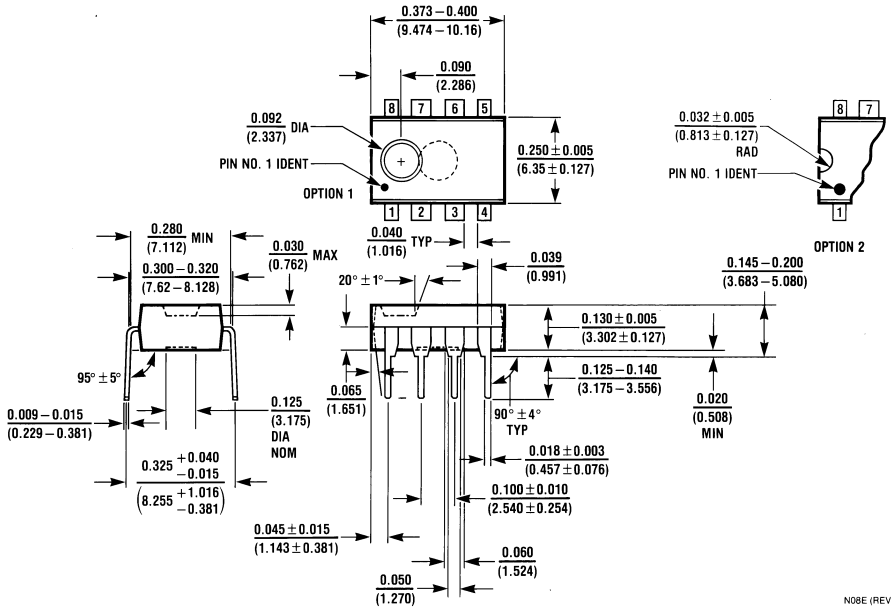 0.373 – 0.400
(9.474 – 10.16)
0.090
(2.286)
8 7 6 5
0.092 DIA
(2.337)
PIN NO. 1 IDENT
OPTION 1
1 2 3 4
0.250 ± 0.005
(6.35 ± 0.127)
0.032 ± 0.005
(0.813 ± 0.127)
RAD
PIN NO. 1 IDENT
8 7
1
OPTION 2
0.280 MIN
(7.112)
0.300 – 0.320
(7.62 – 8.128)
0.030 MAX
(0.762)
0.040 TYP
(1.016)
20° ± 1°
0.039
(0.991)
0.145 – 0.200
(3.683 – 5.080)
0.130 ± 0.005
(3.302 ± 0.127)
0.125 – 0.140
(3.175 – 3.556)
0.020
(0.508)
MIN
95° ± 5°
0.009 – 0.015
(0.229 – 0.381)
0.125
(3.175)
DIA
NOM
0.065
(1.651)
90° ± 4°
TYP
0.325 +0.040
−0.015
(8.255 +1.016
−0.381)
0.018 ± 0.003
(0.457 ± 0.076)
0.100 ± 0.010
(2.540 ± 0.254)
0.045 ± 0.015
(1.143 ± 0.381)
0.060
(1.524)
0.050
(1.270)
N08E (REV